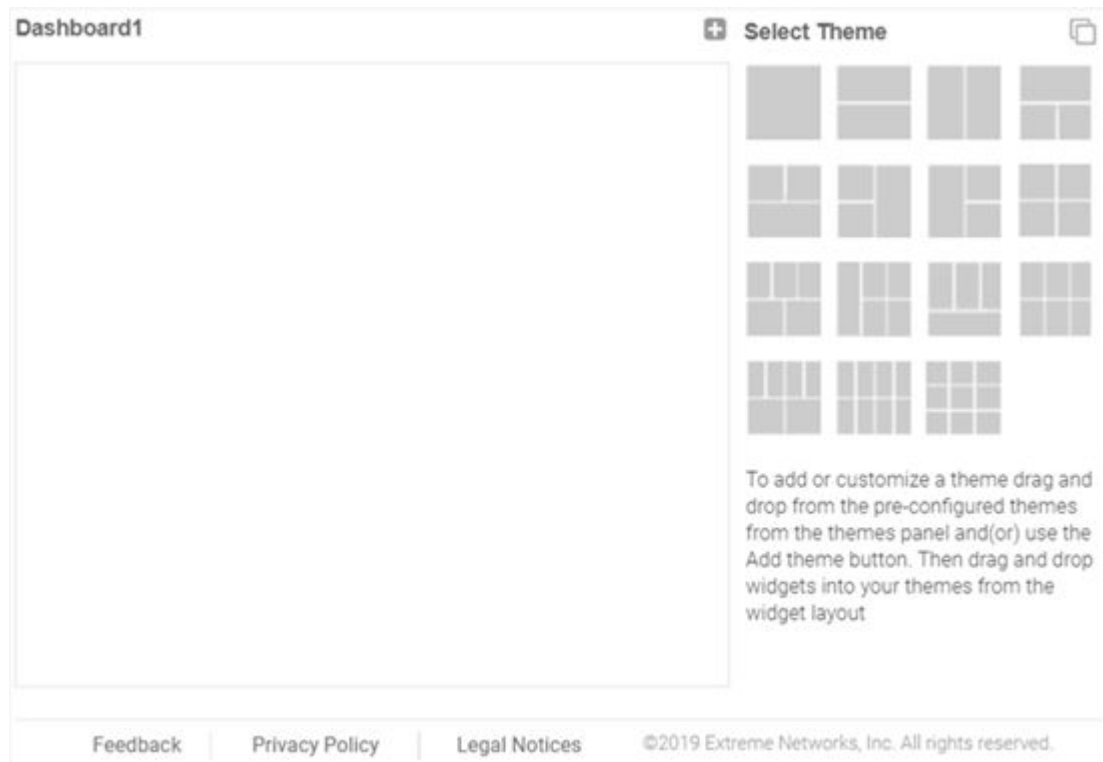 Dashboard1
Select Theme
To add or customize a theme drag and
drop from the pre-configured themes
from the themes panel and(or) use the
Add theme button. Then drag and drop
widgets into your themes from the
widget layout
Feedback Privacy Policy Legal Notices ©2019 Extreme Networks, Inc. All rights reserved.